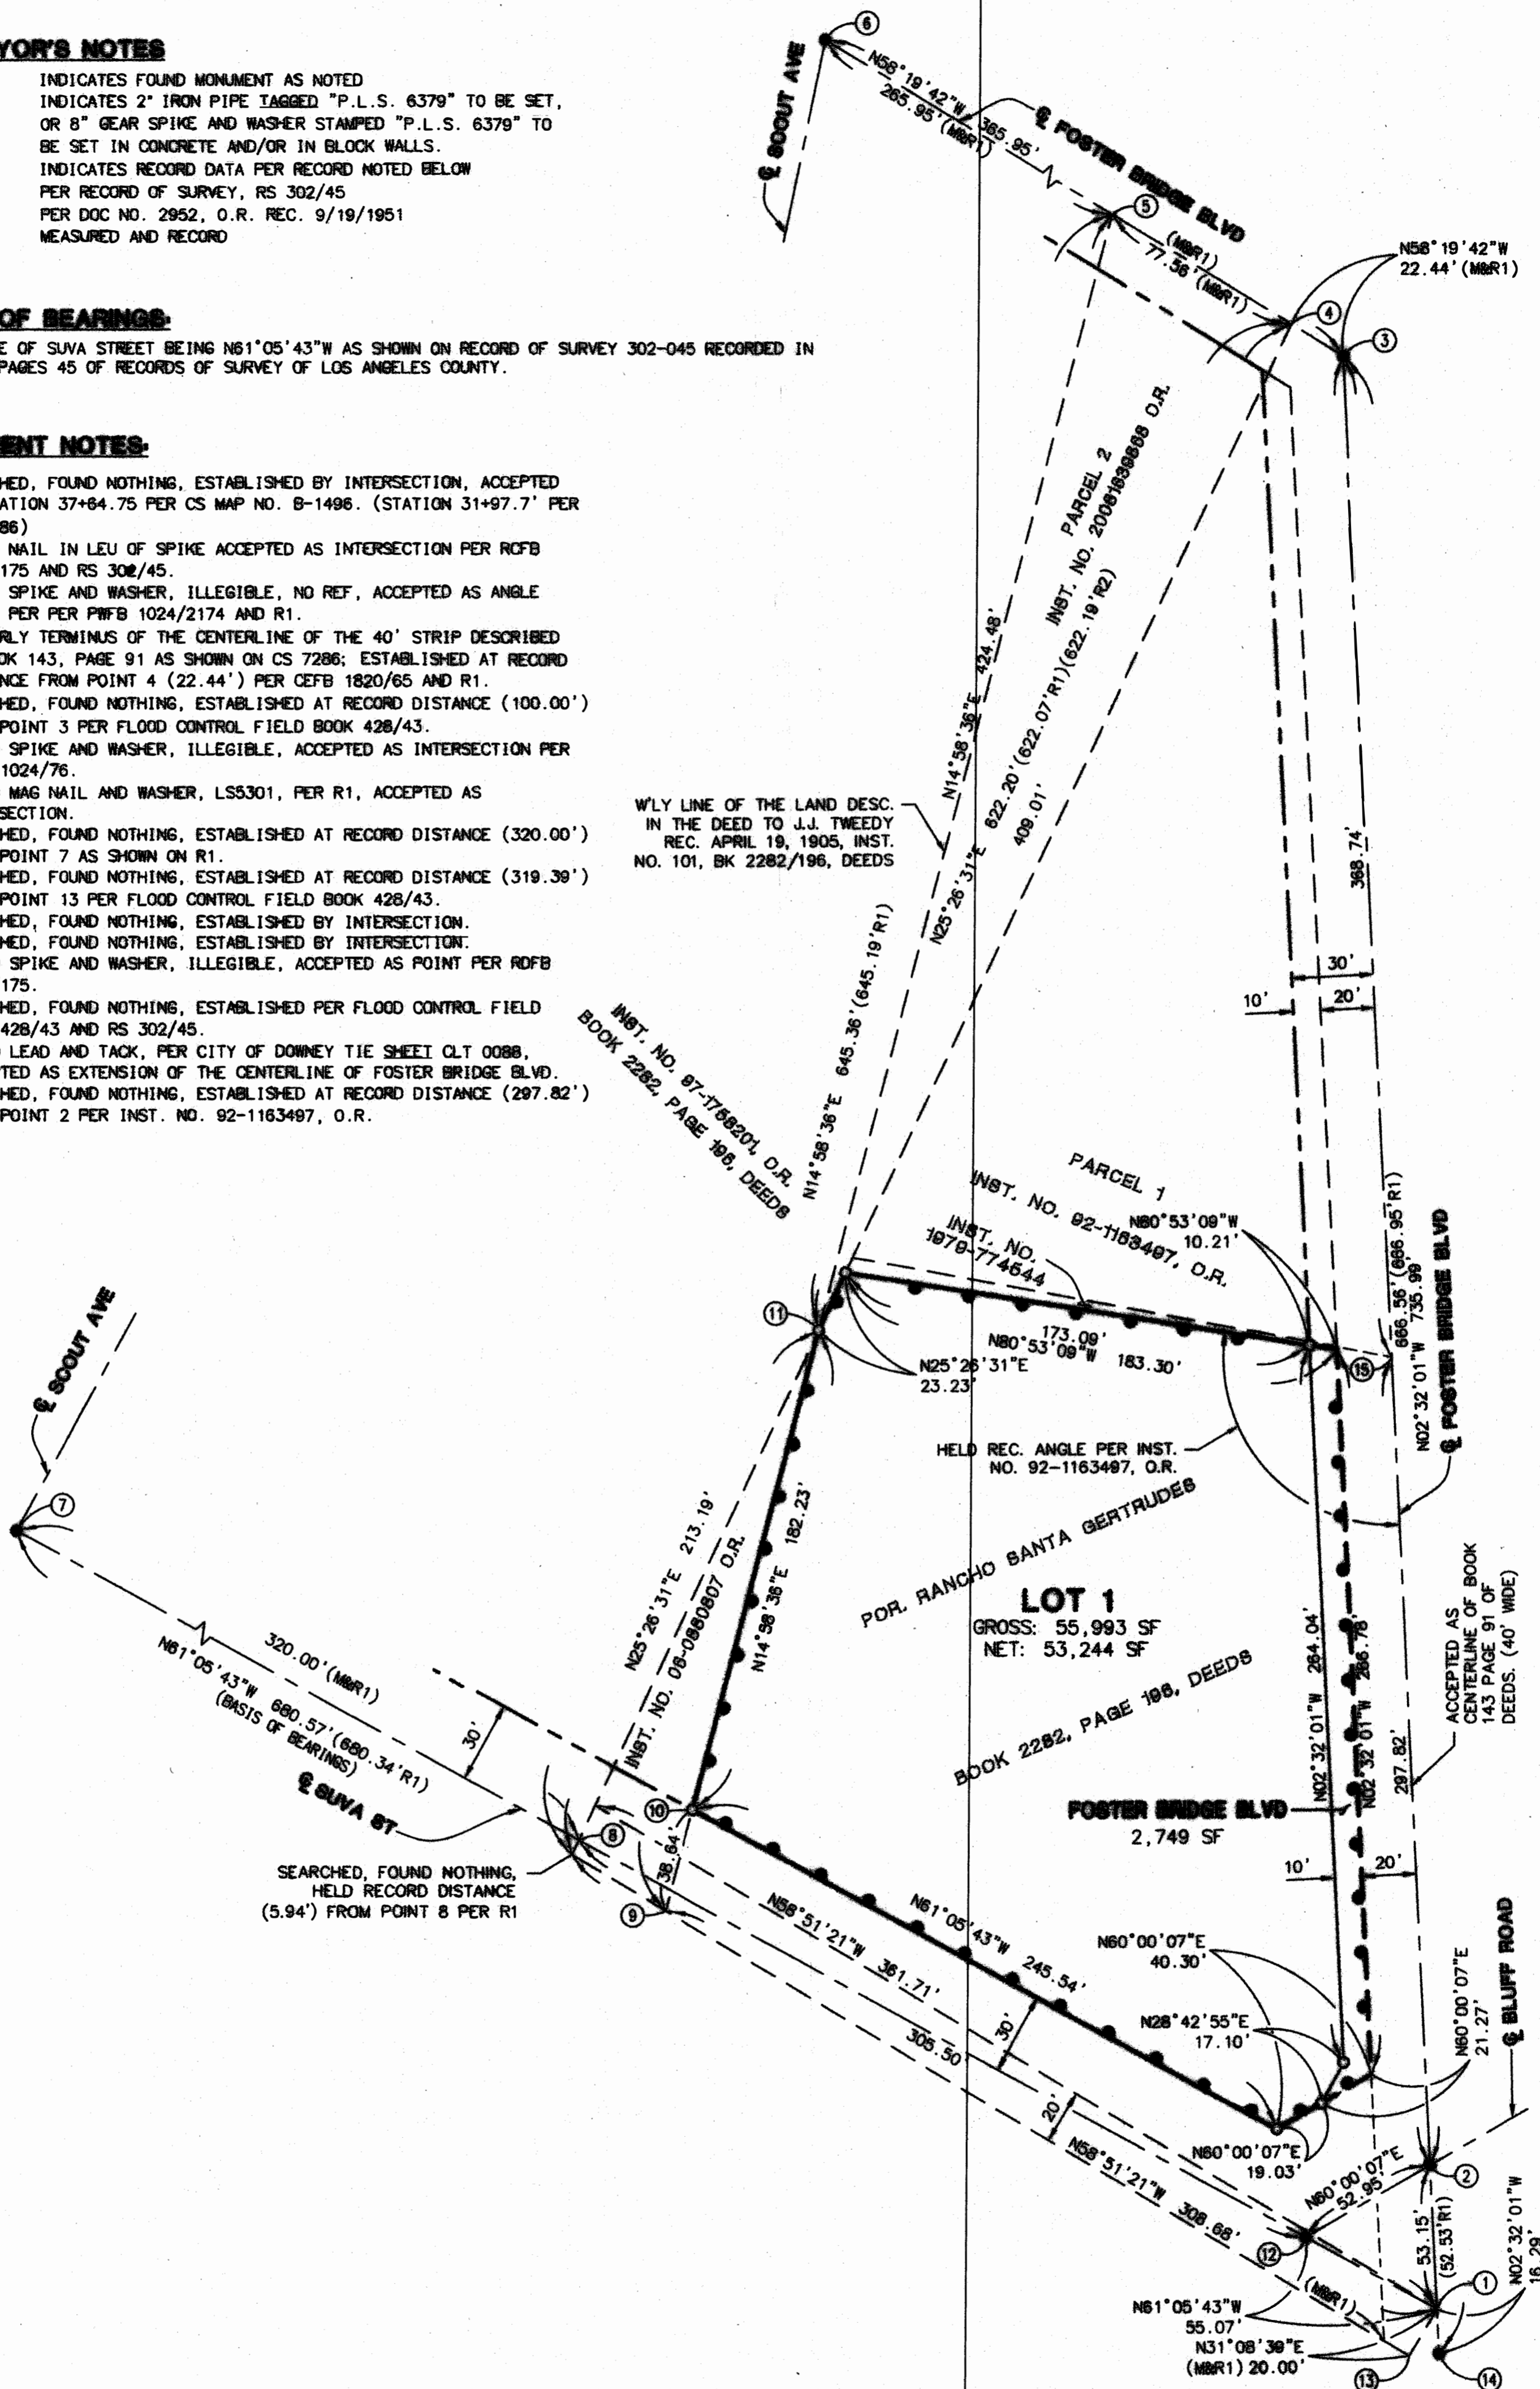 YOR'S NOTES
INDICATES FOUND MONUMENT AS NOTED
INDICATES 2" IRON PIPE TAGGED "P.L.S. 6379" TO BE SET,
OR 8" GEAR SPIKE AND WASHER STAMPED "P.L.S. 6379" TO
BE SET IN CONCRETE AND/OR IN BLOCK WALLS.
INDICATES RECORD DATA PER RECORD NOTED BELOW
PER RECORD OF SURVEY, RS 302/45
PER DOC NO. 2952, O.R. REC. 9/19/1951
MEASURED AND RECORD
OF BEARINGS:
E OF SUVA STREET BEING N61°05'43"W AS SHOWN ON RECORD OF SURVEY 302-045 RECORDED IN
PAGES 45 OF RECORDS OF SURVEY OF LOS ANGELES COUNTY.
ENT NOTES:
HED, FOUND NOTHING, ESTABLISHED BY INTERSECTION, ACCEPTED
ATION 37+64.75 PER CS MAP NO. B-1496. (STATION 31+97.7' PER
86)
NAIL IN LEU OF SPIKE ACCEPTED AS INTERSECTION PER RCFB
175 AND RS 302/45.
SPIKE AND WASHER, ILLEGIBLE, NO REF, ACCEPTED AS ANGLE
PER PER PWFB 1024/2174 AND R1.
RLY TERMINUS OF THE CENTERLINE OF THE 40' STRIP DESCRIBED
OK 143, PAGE 91 AS SHOWN ON CS 7286; ESTABLISHED AT RECORD
NCE FROM POINT 4 (22.44') PER CEFB 1820/65 AND R1.
HED, FOUND NOTHING, ESTABLISHED AT RECORD DISTANCE (100.00')
POINT 3 PER FLOOD CONTROL FIELD BOOK 428/43.
SPIKE AND WASHER, ILLEGIBLE, ACCEPTED AS INTERSECTION PER
1024/76.
MAG NAIL AND WASHER, LS5301, PER R1, ACCEPTED AS
SECTION.
HED, FOUND NOTHING, ESTABLISHED AT RECORD DISTANCE (320.00')
POINT 7 AS SHOWN ON R1.
HED, FOUND NOTHING, ESTABLISHED AT RECORD DISTANCE (319.39')
POINT 13 PER FLOOD CONTROL FIELD BOOK 428/43.
HED, FOUND NOTHING, ESTABLISHED BY INTERSECTION.
HED, FOUND NOTHING, ESTABLISHED BY INTERSECTION.
SPIKE AND WASHER, ILLEGIBLE, ACCEPTED AS POINT PER RDFB
175.
HED, FOUND NOTHING, ESTABLISHED PER FLOOD CONTROL FIELD
428/43 AND RS 302/45.
LEAD AND TACK, PER CITY OF DOWNEY TIE SHEET CLT 0088,
TED AS EXTENSION OF THE CENTERLINE OF FOSTER BRIDGE BLVD.
HED, FOUND NOTHING, ESTABLISHED AT RECORD DISTANCE (297.82')
POINT 2 PER INST. NO. 92-1163497, O.R.
6
℄ SCOUT AVE
N58°19'42"W 365.95'
265.95'(M&R1)
℄ FOSTER BRIDGE BLVD
5
(M&R1)
77.56'(M&R1)
N58°19'42"W
22.44'(M&R1)
4
3
PARCEL 2
INST. NO. 20081639868 O.R.
N14°58'36"E 424.48'
N25°26'31"E 622.20'(622.07'R1)(622.19'R2)
409.01'
W'LY LINE OF THE LAND DESC.
IN THE DEED TO J.J. TWEEDY
REC. APRIL 19, 1905, INST.
NO. 101, BK 2282/196, DEEDS
368.74'
30'
10'
20'
N14°58'36"E 645.36'(645.19'R1)
INST. NO. 97-1758201, O.R.
BOOK 2282, PAGE 196, DEEDS
PARCEL 1
INST. NO. 92-1163497, O.R.
INST. NO.
1979-774544
N80°53'09"W
10.21'
666.56'(666.95'R1)
N02°32'01"W 735.99'
℄ FOSTER BRIDGE BLVD
11
173.09'
N80°53'09"W 183.30'
N25°26'31"E
23.23'
15
℄ SCOUT AVE
HELD REC. ANGLE PER INST.
NO. 92-1163497, O.R.
7
N25°26'31"E 213.19'
INST. NO. 06-0880807 O.R.
N14°58'36"E 182.23'
POR. RANCHO SANTA GERTRUDES
LOT 1
GROSS: 55,993 SF
NET: 53,244 SF
BOOK 2282, PAGE 196, DEEDS
N02°32'01"W 264.04'
N02°32'01"W 266.78'
297.82'
ACCEPTED AS
CENTERLINE OF BOOK
143 PAGE 91 OF
DEEDS. (40' WIDE)
320.00'(M&R1)
N61°05'43"W 680.57'(680.34'R1)
(BASIS OF BEARINGS)
30'
℄ SUVA ST
10
8
38.64'
FOSTER BRIDGE BLVD
2,749 SF
10'
20'
SEARCHED, FOUND NOTHING,
HELD RECORD DISTANCE
(5.94') FROM POINT 8 PER R1
9
N58°51'21"W 361.71'
N61°05'43"W 245.54'
N60°00'07"E
40.30'
N28°42'55"E
17.10'
N60°00'07"E
21.27'
℄ BLUFF ROAD
305.50'
30'
20'
N60°00'07"E
19.03'
N58°51'21"W 308.68'
(M&R1)
N60°00'07"E
52.95'
2
12
53.15'
(52.53'R1)
N02°32'01"W
16.29'
1
N61°05'43"W
55.07'
N31°08'39"E
(M&R1) 20.00'
13
14